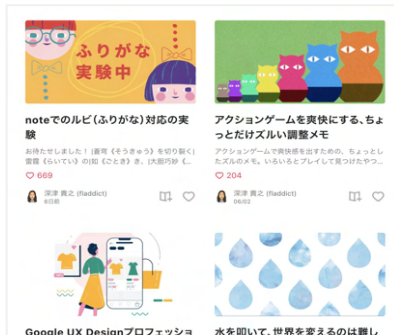 ふりがな
実験中
noteでのルビ(ふりがな)対応の実
験
お待たせしました! |蒼穹《そうきゅう》を切り裂く|
雷霆《らいてい》の|如《ごとき》き、|大胆巧妙《...
669
深津 貴之 (fladdict)
6日前
アクションゲームを爽快にする、ちょ
っとだけズルい調整メモ
アクションゲームで爽快感を出すための、ちょっとし
たズルのメモ。いろいろとプレイして見つけたやつ...
204
深津 貴之 (fladdict)
06/02
Google UX Designプロフェッショ
水を叩いて、世界を変えるのは難し